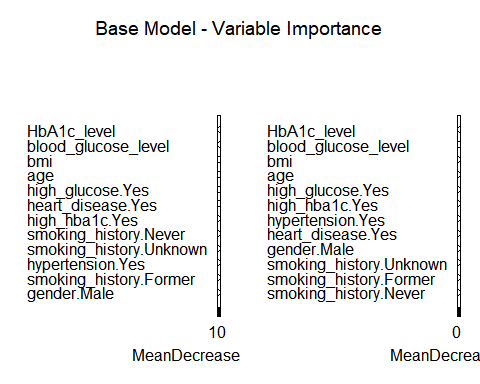 Base Model - Variable Importance
HbA1c_level
blood_glucose_level
bmi
age
high_glucose.Yes
heart_disease.Yes
high_hba1c.Yes
smoking_history.Never
smoking_history.Unknown
hypertension.Yes
smoking_history.Former
gender.Male
10
MeanDecrease
HbA1c_level
blood_glucose_level
bmi
age
high_glucose.Yes
high_hba1c.Yes
hypertension.Yes
heart_disease.Yes
gender.Male
smoking_history.Unknown
smoking_history.Former
smoking_history.Never
0
MeanDecrea